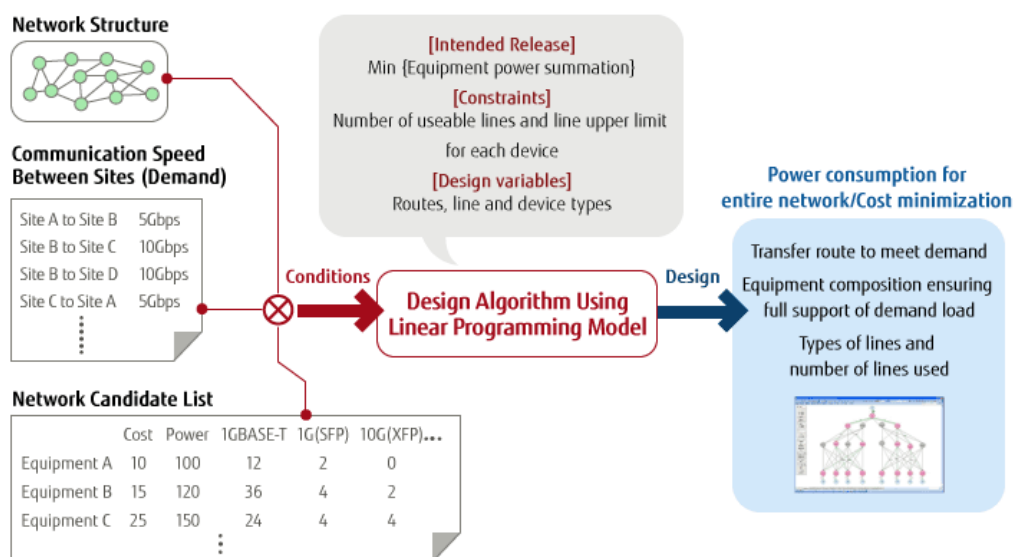 Network Structure
Communication Speed
Between Sites (Demand)
Site A to Site B 5Gbps
Site B to Site C 10Gbps
Site B to Site D 10Gbps
Site C to Site A 5Gbps
Network Candidate List
Cost Power 1GBASE-T 1G(SFP) 10G(XFP)...
Equipment A 10 100 12 2 0
Equipment B 15 120 36 4 2
Equipment C 25 150 24 4 4
[Intended Release]
Min {Equipment power summation}
[Constraints]
Number of useable lines and line upper limit
for each device
[Design variables]
Routes, line and device types
Conditions
Design Algorithm Using
Linear Programming Model
Design
Power consumption for
entire network/Cost minimization
Transfer route to meet demand
Equipment composition ensuring
full support of demand load
Types of lines and
number of lines used